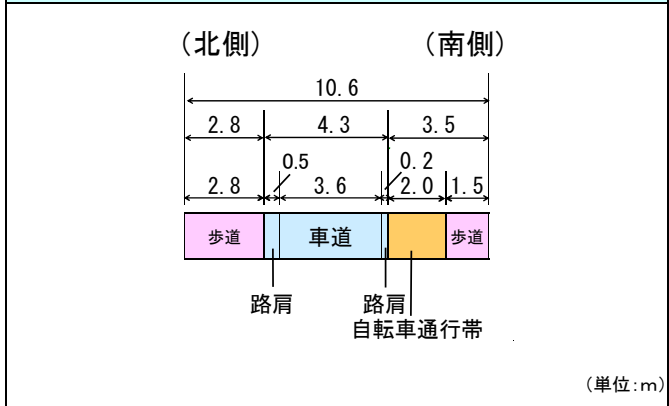 (北側) (南側)
10.6
2.8 4.3 3.5
0.5 0.2
2.8 3.6 2.0 1.5
歩道 車道 歩道
路肩 路肩
自転車通行帯
(単位:m)